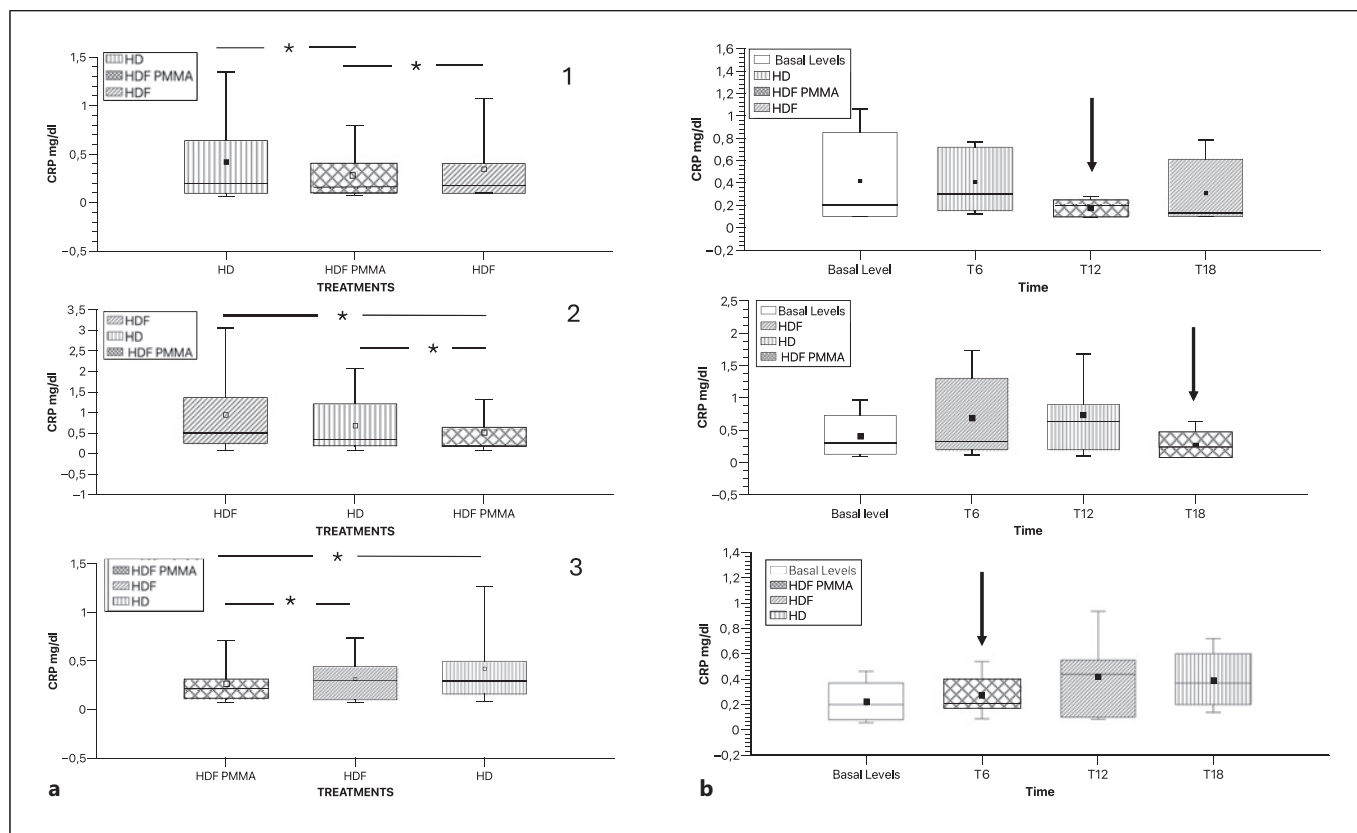 1,5
1
0,5
0
−0,5
CRP mg/dl
HD
HDF PMMA
HDF
* *
1
HD HDF PMMA HDF
TREATMENTS
3,5
3
2,5
2
1,5
1
0,5
0
−0,5
−1
CRP mg/dl
HDF
HD
HDF PMMA
* *
2
HDF HD HDF PMMA
TREATMENTS
1,5
1
0,5
0
−0,5
CRP mg/dl
HDF PMMA
HDF
HD
* *
3
HDF PMMA HDF HD
TREATMENTS
a
1,6
1,4
1,2
1
0,8
0,6
0,4
0,2
0
−0,2
CRP mg/dl
Basal Levels
HD
HDF PMMA
HDF
Basal Level T6 T12 T18
Time
2,5
2
1,5
1
0,5
0
−0,5
CRP mg/dl
Basal Levels
HDF
HD
HDF PMMA
Basal level T6 T12 T18
Time
1,4
1,2
1
0,8
0,6
0,4
0,2
0
−0,2
CRP mg/dl
Basal Levels
HDF PMMA
HDF
HD
Basal Levels T6 T12 T18
Time
b